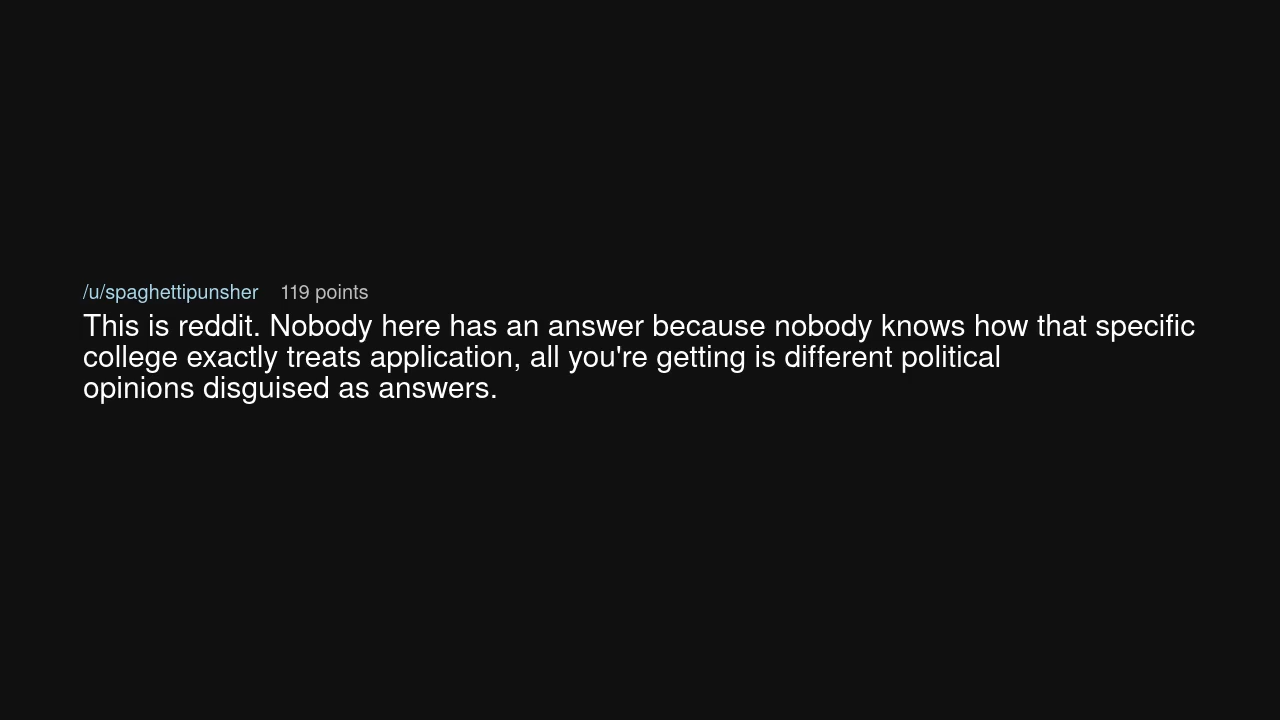 /u/spaghettipunsher 119 points
This is reddit. Nobody here has an answer because nobody knows how that specific
college exactly treats application, all you're getting is different political
opinions disguised as answers.